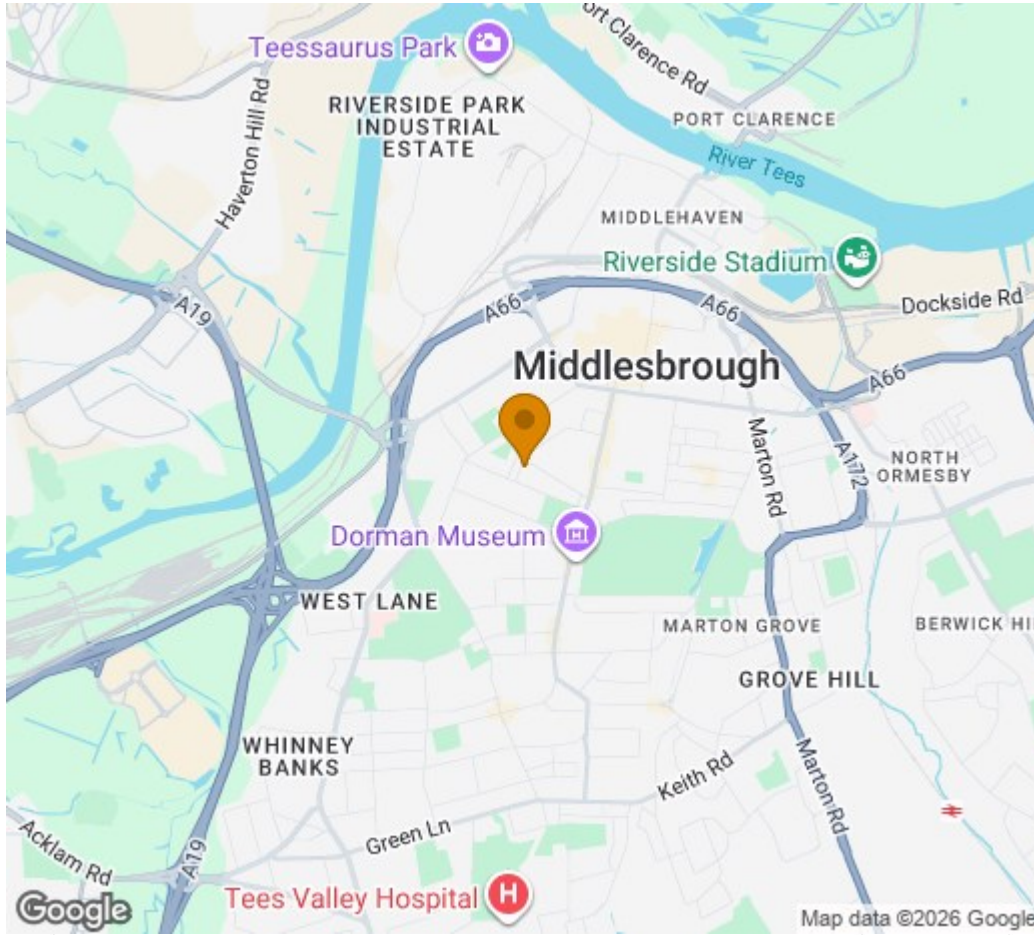 Teessaurus Park
Port Clarence Rd
RIVERSIDE PARK
INDUSTRIAL
ESTATE
PORT CLARENCE
Haverton Hill Rd
River Tees
MIDDLEHAVEN
Riverside Stadium
A19
A66
A66
Dockside Rd
Middlesbrough
A66
Marton Rd
A172
NORTH
ORMESBY
Dorman Museum
WEST LANE
MARTON GROVE
BERWICK HI
GROVE HILL
WHINNEY
BANKS
Keith Rd
Marton Rd
Green Ln
Acklam Rd
A19
Tees Valley Hospital
H
Google
Map data ©2026 Google